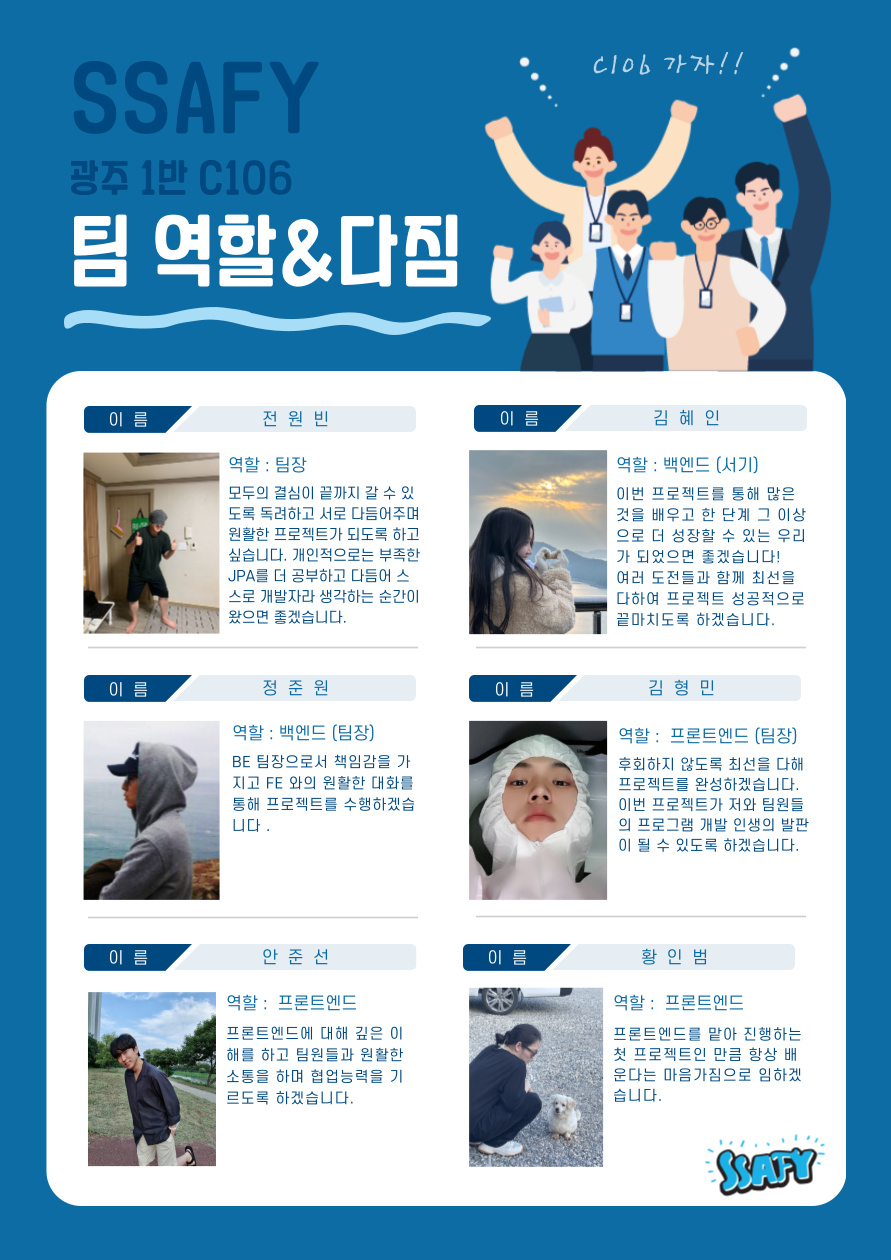 SSAFY
광주 1반 C106
팀 역할&다짐
C106 가자!!
이 름
전 원 빈
역할 : 팀장
모두의 결심이 끝까지 갈 수 있
도록 독려하고 서로 다듬어주며
원활한 프로젝트가 되도록 하고
싶습니다. 개인적으로는 부족한
JPA를 더 공부하고 다듬어 스
스로 개발자라 생각하는 순간이
왔으면 좋겠습니다.
이 름
김 혜 인
역할 : 백엔드 (서기)
이번 프로젝트를 통해 많은
것을 배우고 한 단계 그 이상
으로 더 성장할 수 있는 우리
가 되었으면 좋겠습니다!
여러 도전들과 함께 최선을
다하여 프로젝트 성공적으로
끝마치도록 하겠습니다.
이 름
정 준 원
역할 : 백엔드 (팀장)
BE 팀장으로서 책임감을 가
지고 FE 와의 원활한 대화를
통해 프로젝트를 수행하겠습
니다 .
이 름
김 형 민
역할 : 프론트엔드 (팀장)
후회하지 않도록 최선을 다해
프로젝트를 완성하겠습니다.
이번 프로젝트가 저와 팀원들
의 프로그램 개발 인생의 발판
이 될 수 있도록 하겠습니다.
이 름
안 준 선
역할 : 프론트엔드
프론트엔드에 대해 깊은 이
해를 하고 팀원들과 원활한
소통을 하며 협업능력을 기
르도록 하겠습니다.
이 름
황 인 범
역할 : 프론트엔드
프론트엔드를 맡아 진행하는
첫 프로젝트인 만큼 항상 배
운다는 마음가짐으로 임하겠
습니다.
SSAFY